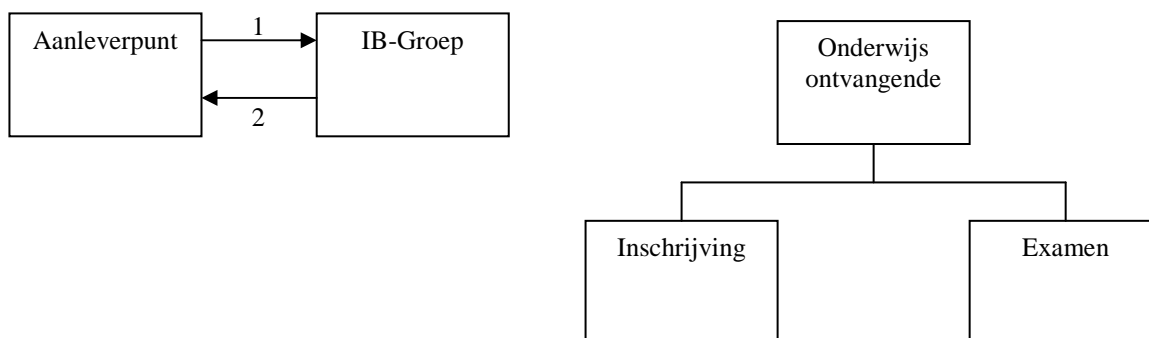 Aanleverpunt
1
IB-Groep
2
Onderwijs
ontvangende
Inschrijving
Examen